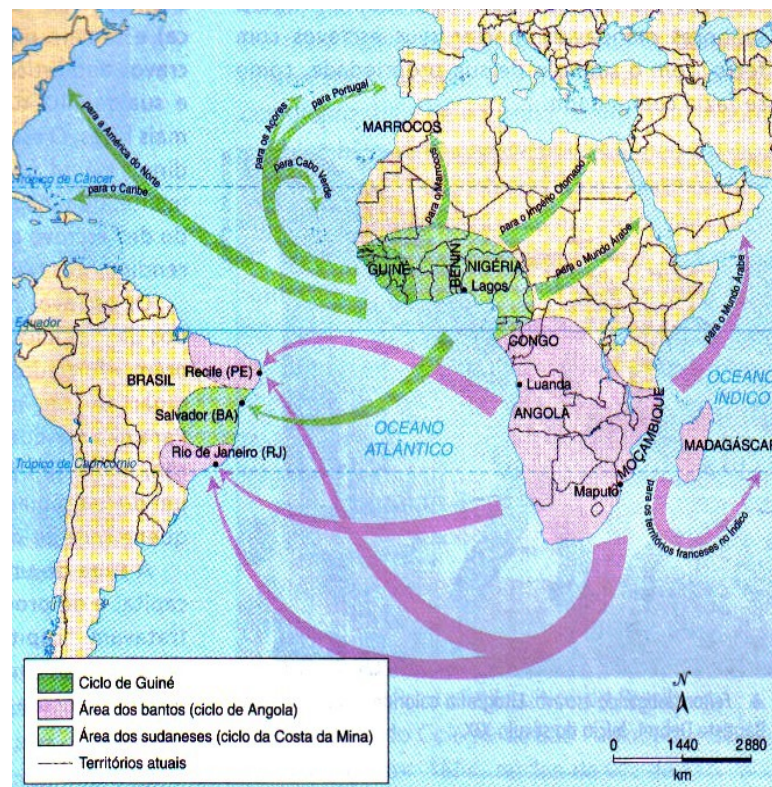 para a América do Norte
para o Caribe
para os Açores
para Portugal
para Cabo Verde
MARROCOS
para o Marrocos
para o Império Otomano
para o Mundo Árabe
Trópico de Câncer
GUINÉ
BENIN
NIGÉRIA
Lagos
para o Mundo Árabe
Equador
CONGO
Recife (PE)
BRASIL
Luanda
OCEANO
ÍNDICO
Salvador (BA)
ANGOLA
OCEANO
ATLÂNTICO
MOÇAMBIQUE
MADAGÁSCAR
Rio de Janeiro (RJ)
Trópico de Capricórnio
Maputo
para os territórios franceses no Índico
Ciclo de Guiné
Área dos bantos (ciclo de Angola)
Área dos sudaneses (ciclo da Costa da Mina)
Territórios atuais
N
0 1440 2880
km